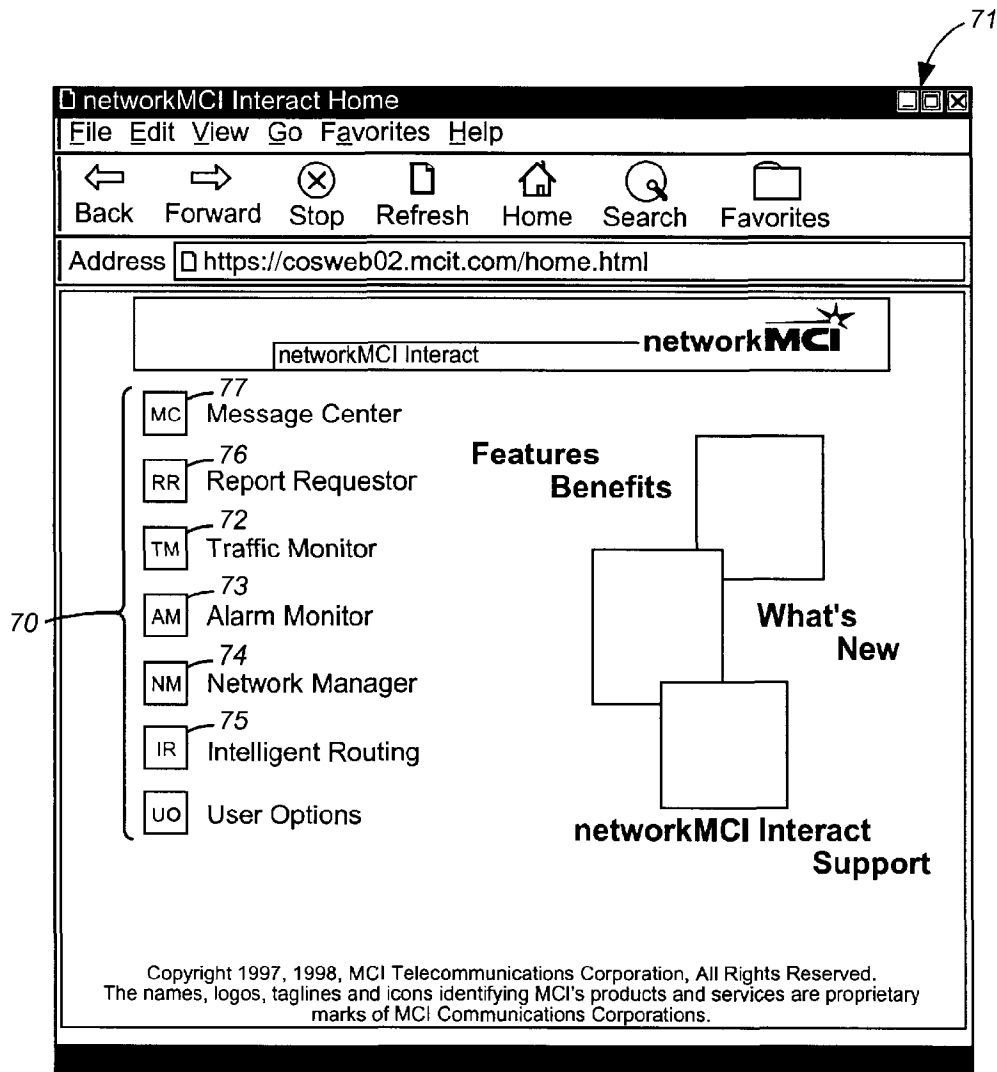 71
networkMCI Interact Home
File Edit View Go Favorites Help
Back Forward Stop Refresh Home Search Favorites
Address https://cosweb02.mcit.com/home.html
networkMCI Interact
networkMCI
70
77
MC Message Center
76
RR Report Requestor
72
TM Traffic Monitor
73
AM Alarm Monitor
74
NM Network Manager
75
IR Intelligent Routing
UO User Options
Features
Benefits
What's
New
networkMCI Interact
Support
Copyright 1997, 1998, MCI Telecommunications Corporation, All Rights Reserved.
The names, logos, taglines and icons identifying MCI's products and services are proprietary
marks of MCI Communications Corporations.